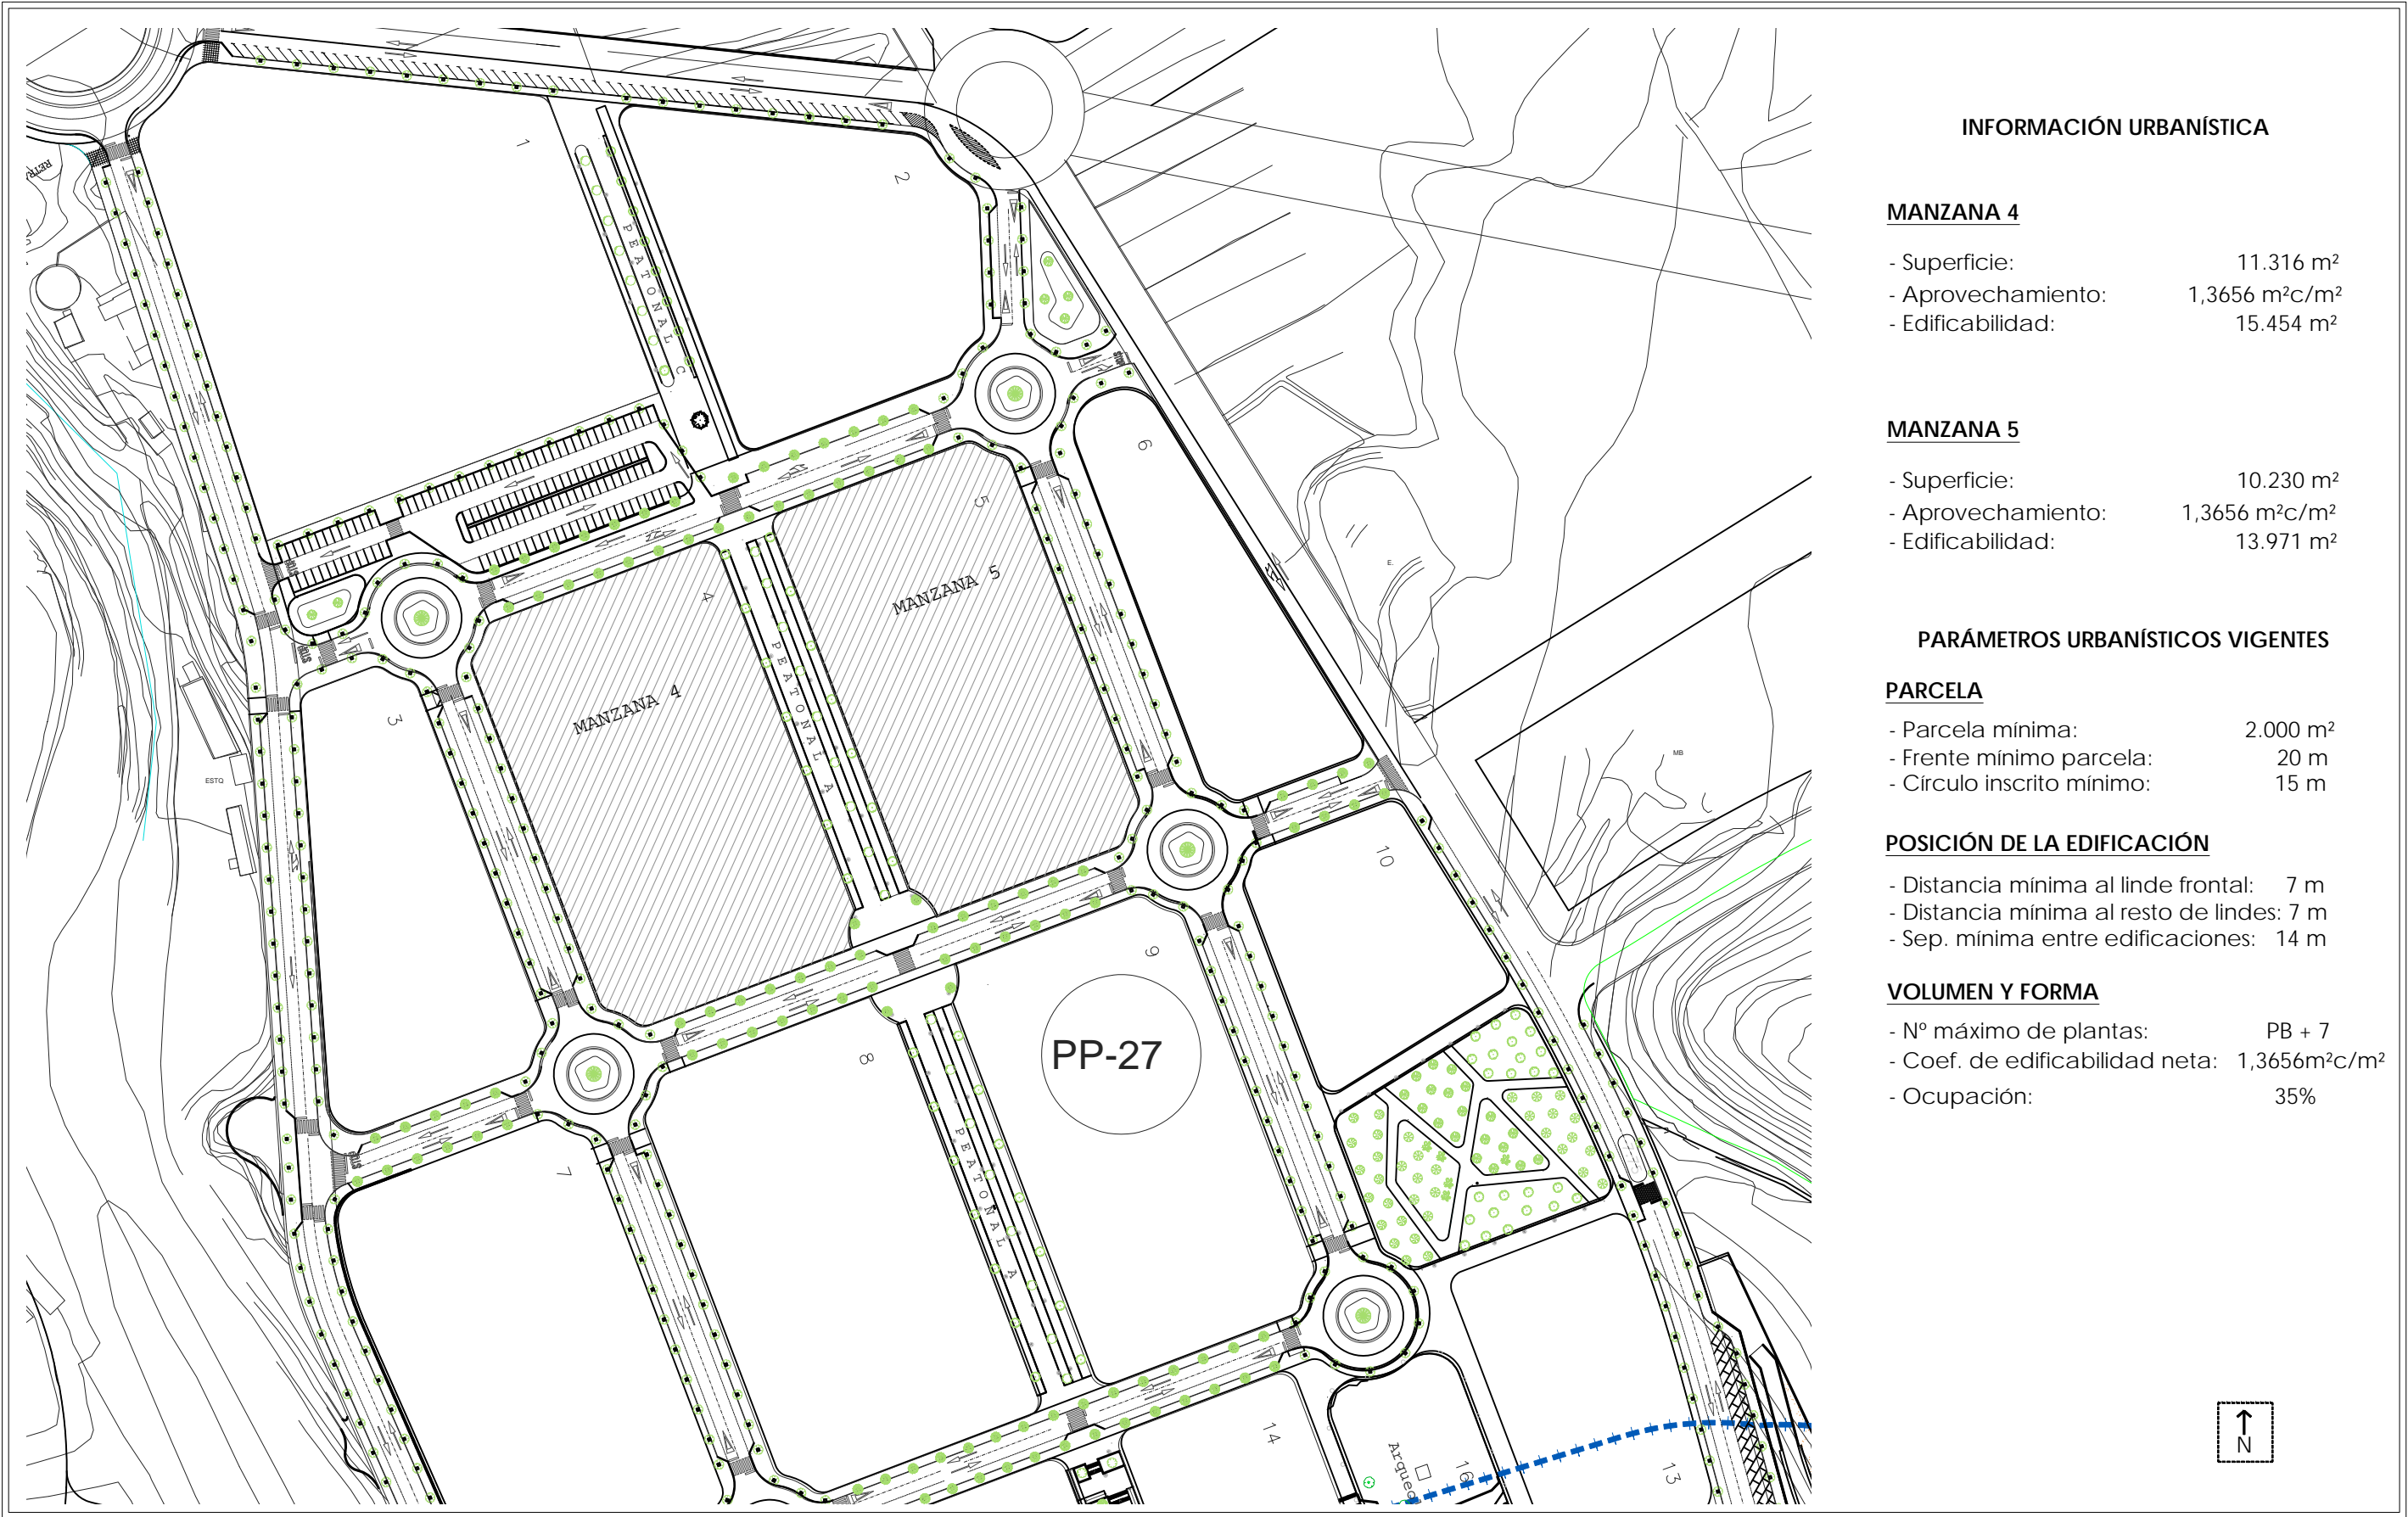 INFORMACIÓN URBANÍSTICA
MANZANA 4
- Superficie: 11.316 m²
- Aprovechamiento: 1,3656 m²c/m²
- Edificabilidad: 15.454 m²
MANZANA 5
- Superficie: 10.230 m²
- Aprovechamiento: 1,3656 m²c/m²
- Edificabilidad: 13.971 m²
PARÁMETROS URBANÍSTICOS VIGENTES
PARCELA
- Parcela mínima: 2.000 m²
- Frente mínimo parcela: 20 m
- Círculo inscrito mínimo: 15 m
POSICIÓN DE LA EDIFICACIÓN
- Distancia mínima al linde frontal: 7 m
- Distancia mínima al resto de lindes: 7 m
- Sep. mínima entre edificaciones: 14 m
VOLUMEN Y FORMA
- Nº máximo de plantas: PB + 7
- Coef. de edificabilidad neta: 1,3656m²c/m²
- Ocupación: 35%
N
1
2
PEATONAL C
6
5
MANZANA 5
4
MANZANA 4
PEATONAL A
3
ESTQ
E.
MB
10
9
PP-27
8
7
PEATONAL A
14
16
13
STOP
STOP
STOP
STOP